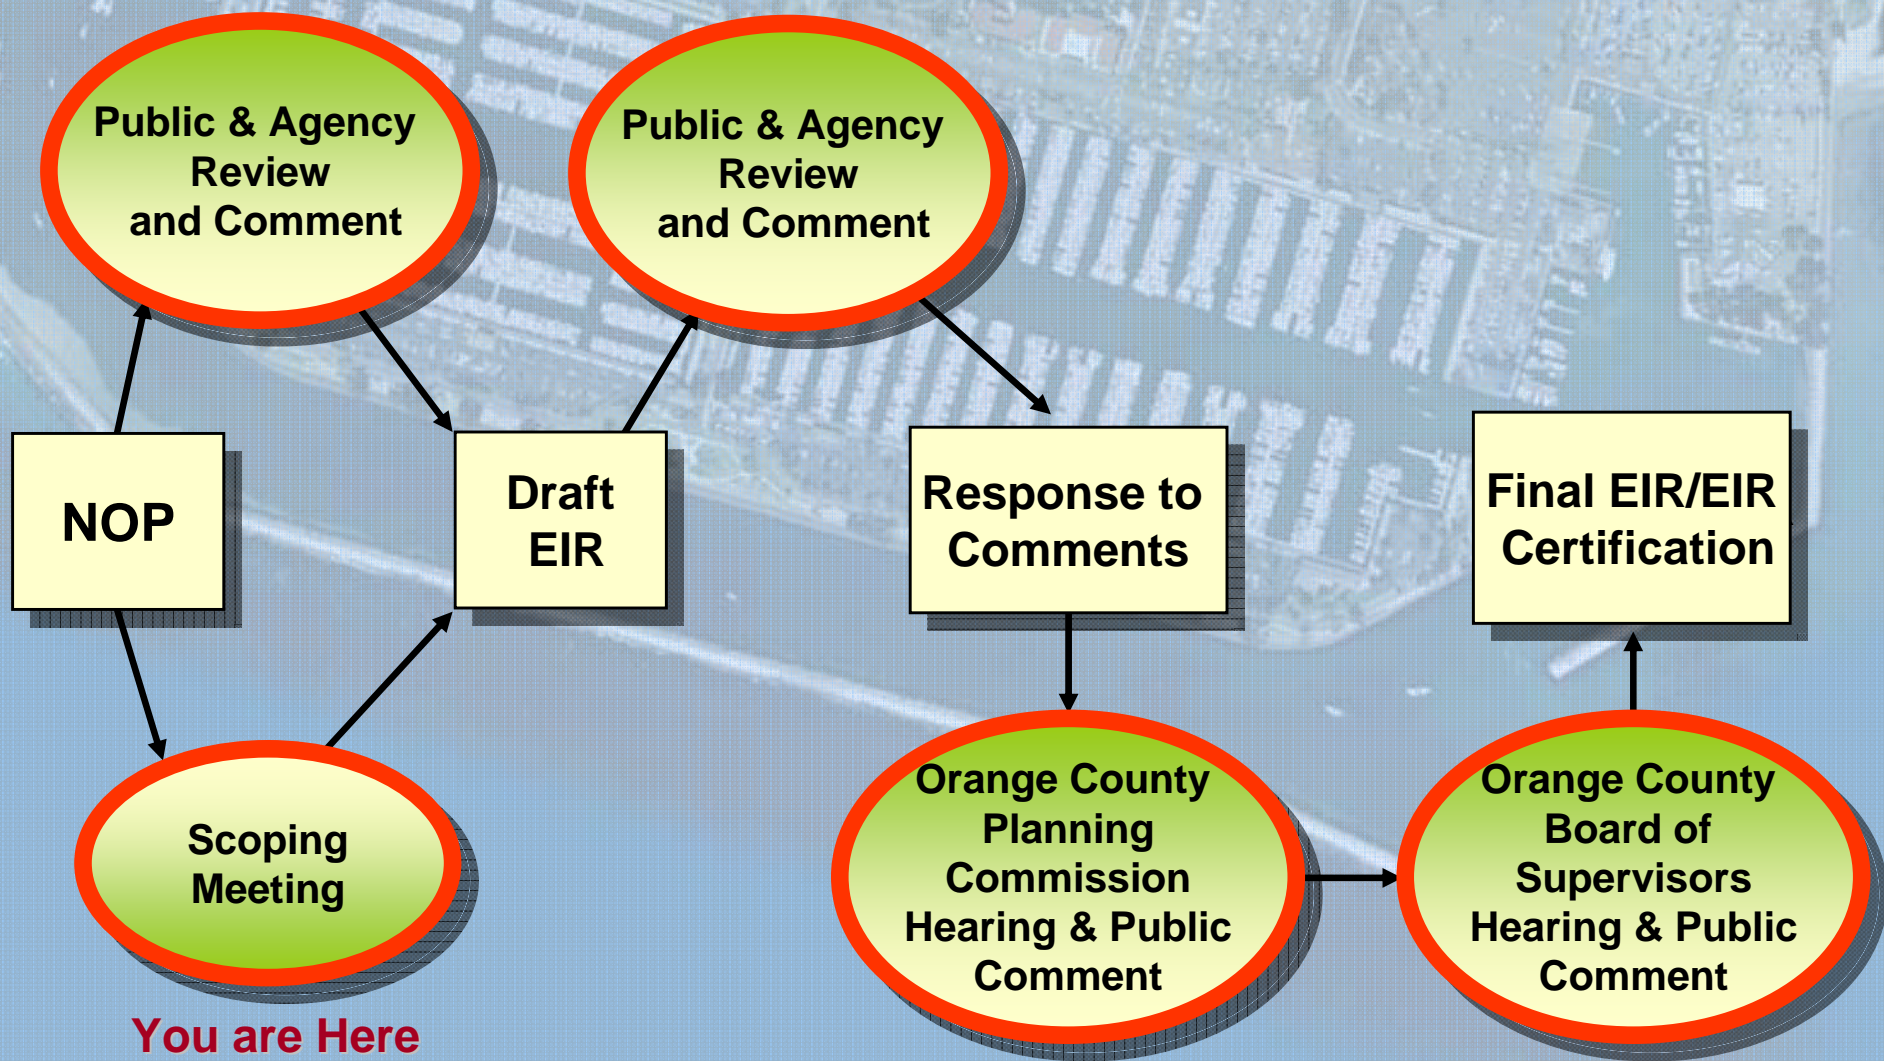 Public & Agency
Review
and Comment
Public & Agency
Review
and Comment
NOP
Draft
EIR
Response to
Comments
Final EIR/EIR
Certification
Scoping
Meeting
You are Here
Orange County
Planning
Commission
Hearing & Public
Comment
Orange County
Board of
Supervisors
Hearing & Public
Comment